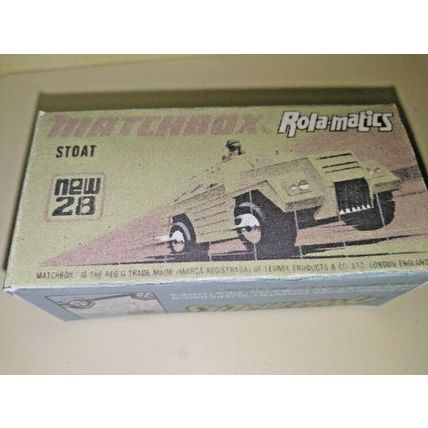 MATCHBOX Rola-matics
STOAT
new
28
MATCHBOX IS THE REG'D TRADE MARK (MARCA REGISTRADA) OF LESNEY PRODUCTS & CO. LTD. LONDON ENGLAND